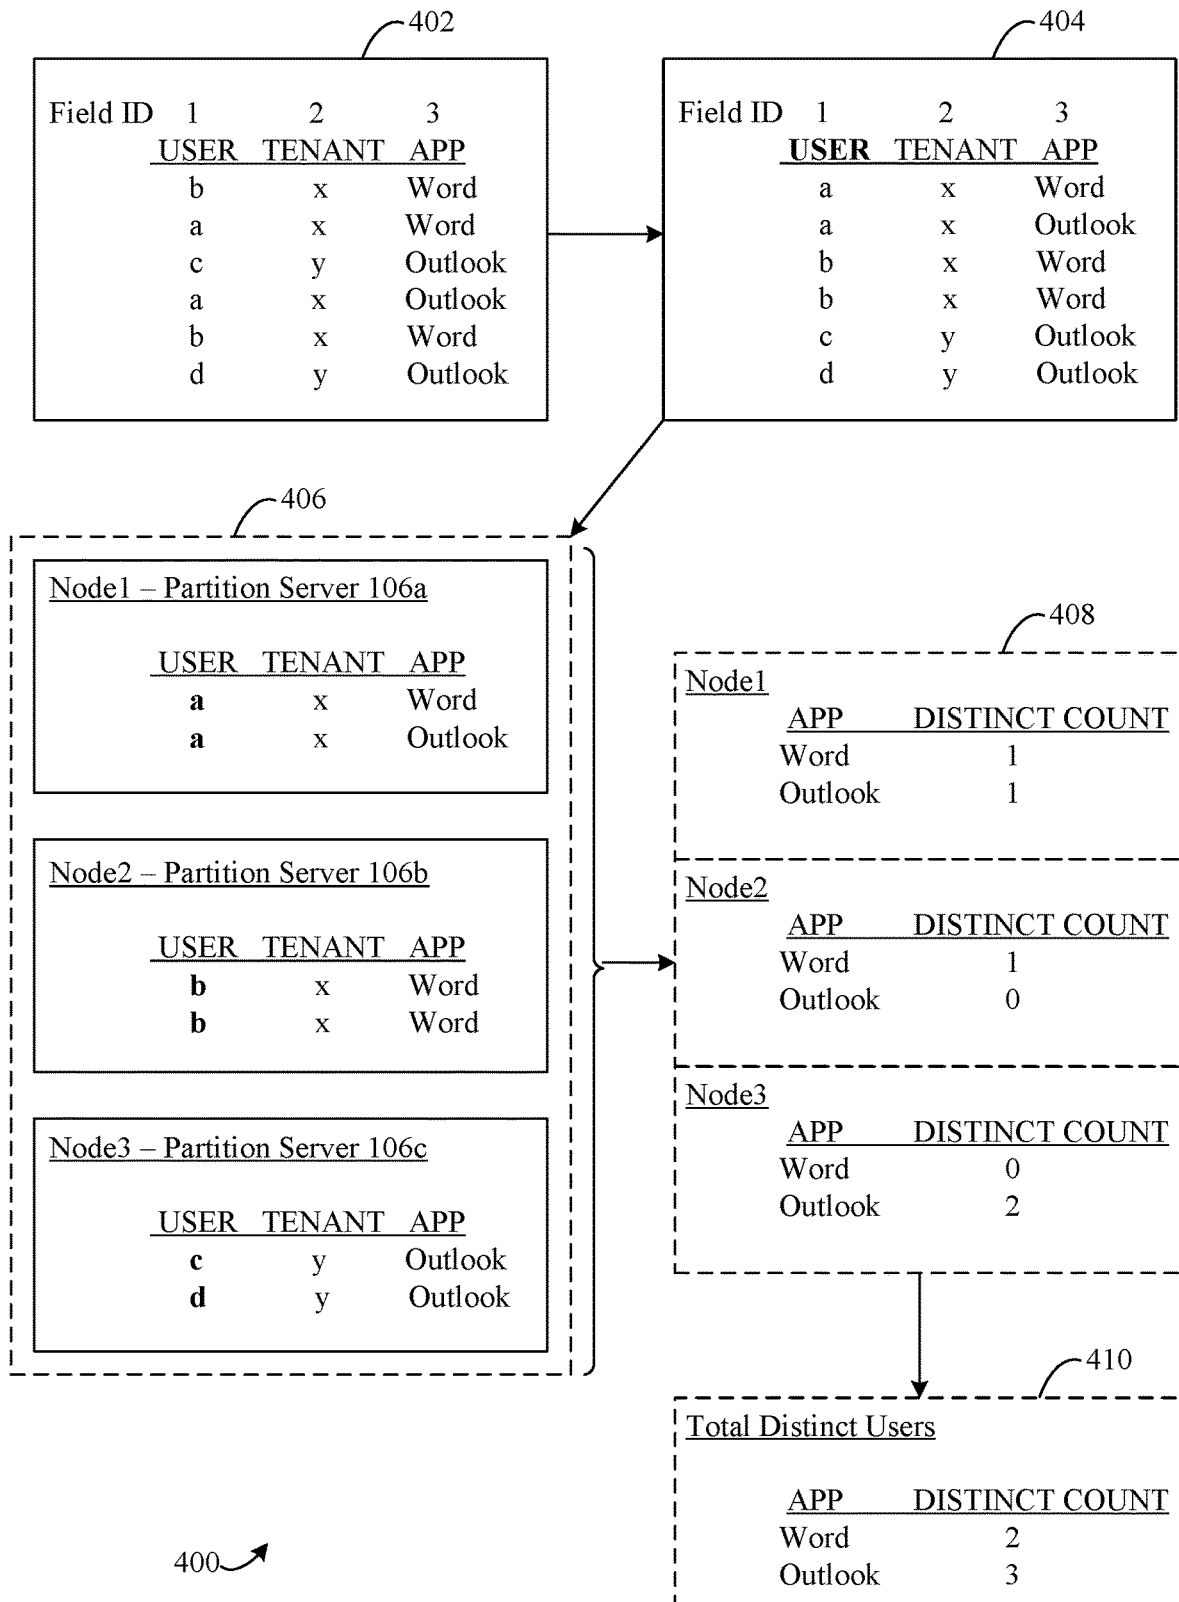 402
Field ID 1 2 3
USER TENANT APP
b x Word
a x Word
c y Outlook
a x Outlook
b x Word
d y Outlook
404
Field ID 1 2 3
USER TENANT APP
a x Word
a x Outlook
b x Word
b x Word
c y Outlook
d y Outlook
406
Node1 – Partition Server 106a
USER TENANT APP
a x Word
a x Outlook
Node2 – Partition Server 106b
USER TENANT APP
b x Word
b x Word
Node3 – Partition Server 106c
USER TENANT APP
c y Outlook
d y Outlook
408
Node1
APP DISTINCT COUNT
Word 1
Outlook 1
Node2
APP DISTINCT COUNT
Word 1
Outlook 0
Node3
APP DISTINCT COUNT
Word 0
Outlook 2
410
Total Distinct Users
APP DISTINCT COUNT
Word 2
Outlook 3
400